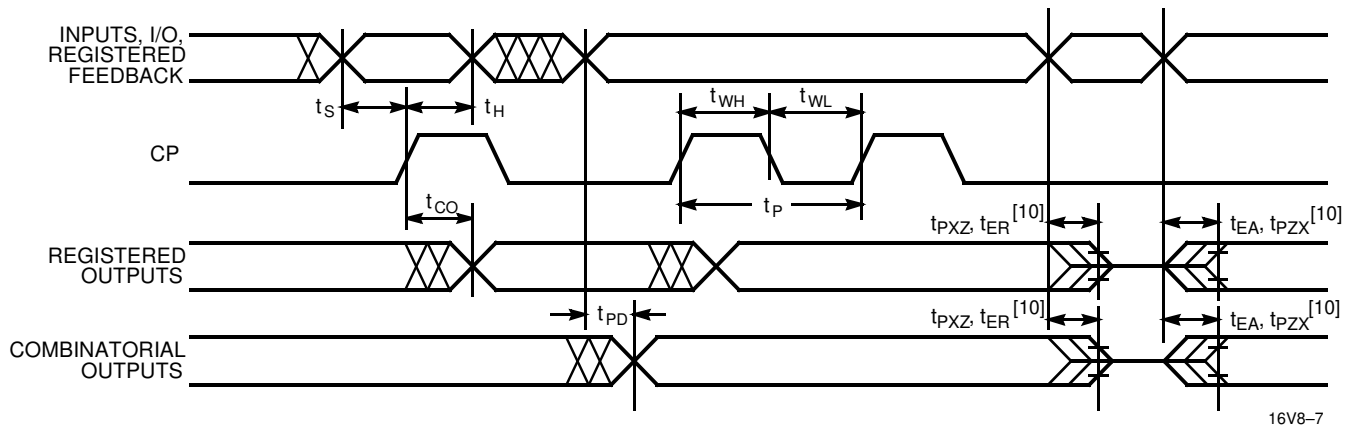 INPUTS, I/O,
REGISTERED
FEEDBACK
tS
tH
tWH
tWL
CP
tCO
tP
tPXZ, tER[10]
tEA, tPZX[10]
REGISTERED
OUTPUTS
tPD
tPXZ, tER[10]
tEA, tPZX[10]
COMBINATORIAL
OUTPUTS
16V8–7